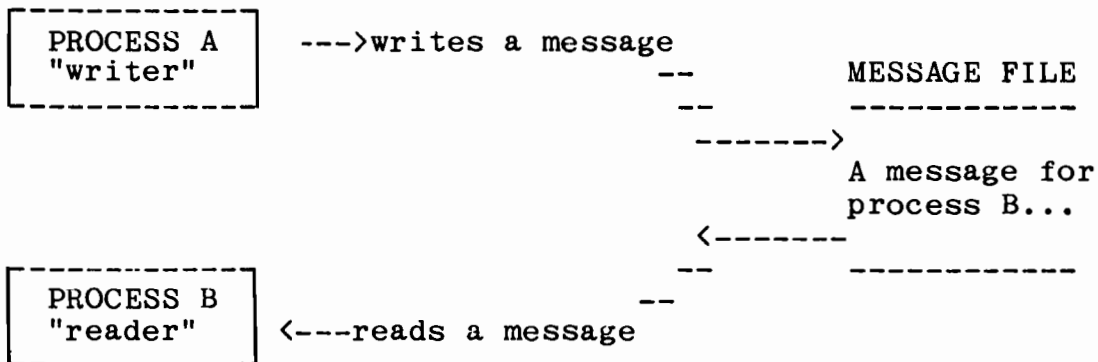 PROCESS A --->writes a message
"writer" -- MESSAGE FILE
-- ------------
------->
A message for
process B...
<-------
-- ------------
PROCESS B --
"reader" <---reads a message